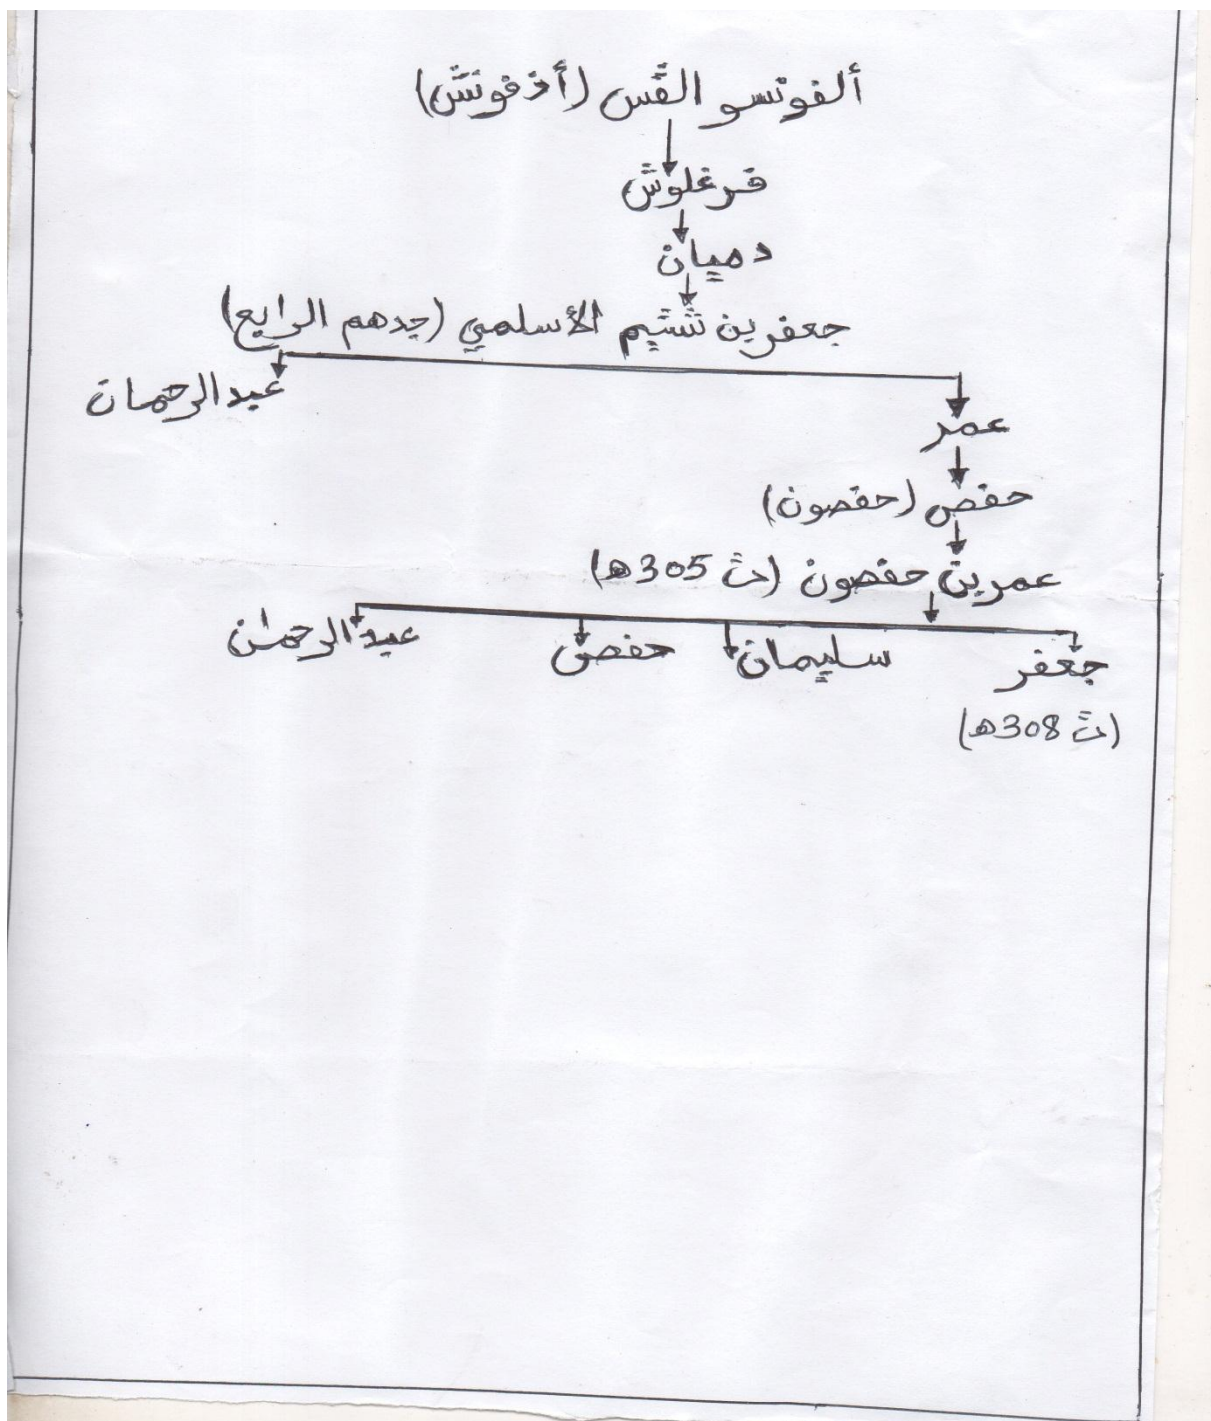 ألفونسو القس (أذفونش)
فرغلوش
دميان
جعفر بن شتيم الأسلمي (جدهم الرابع)
عمر عبد الرحمان
حفص (حفصون)
عمر بن حفصون (ت 305هـ)
جعفر سليمان حفص عبد الرحمان
(ت 308هـ)